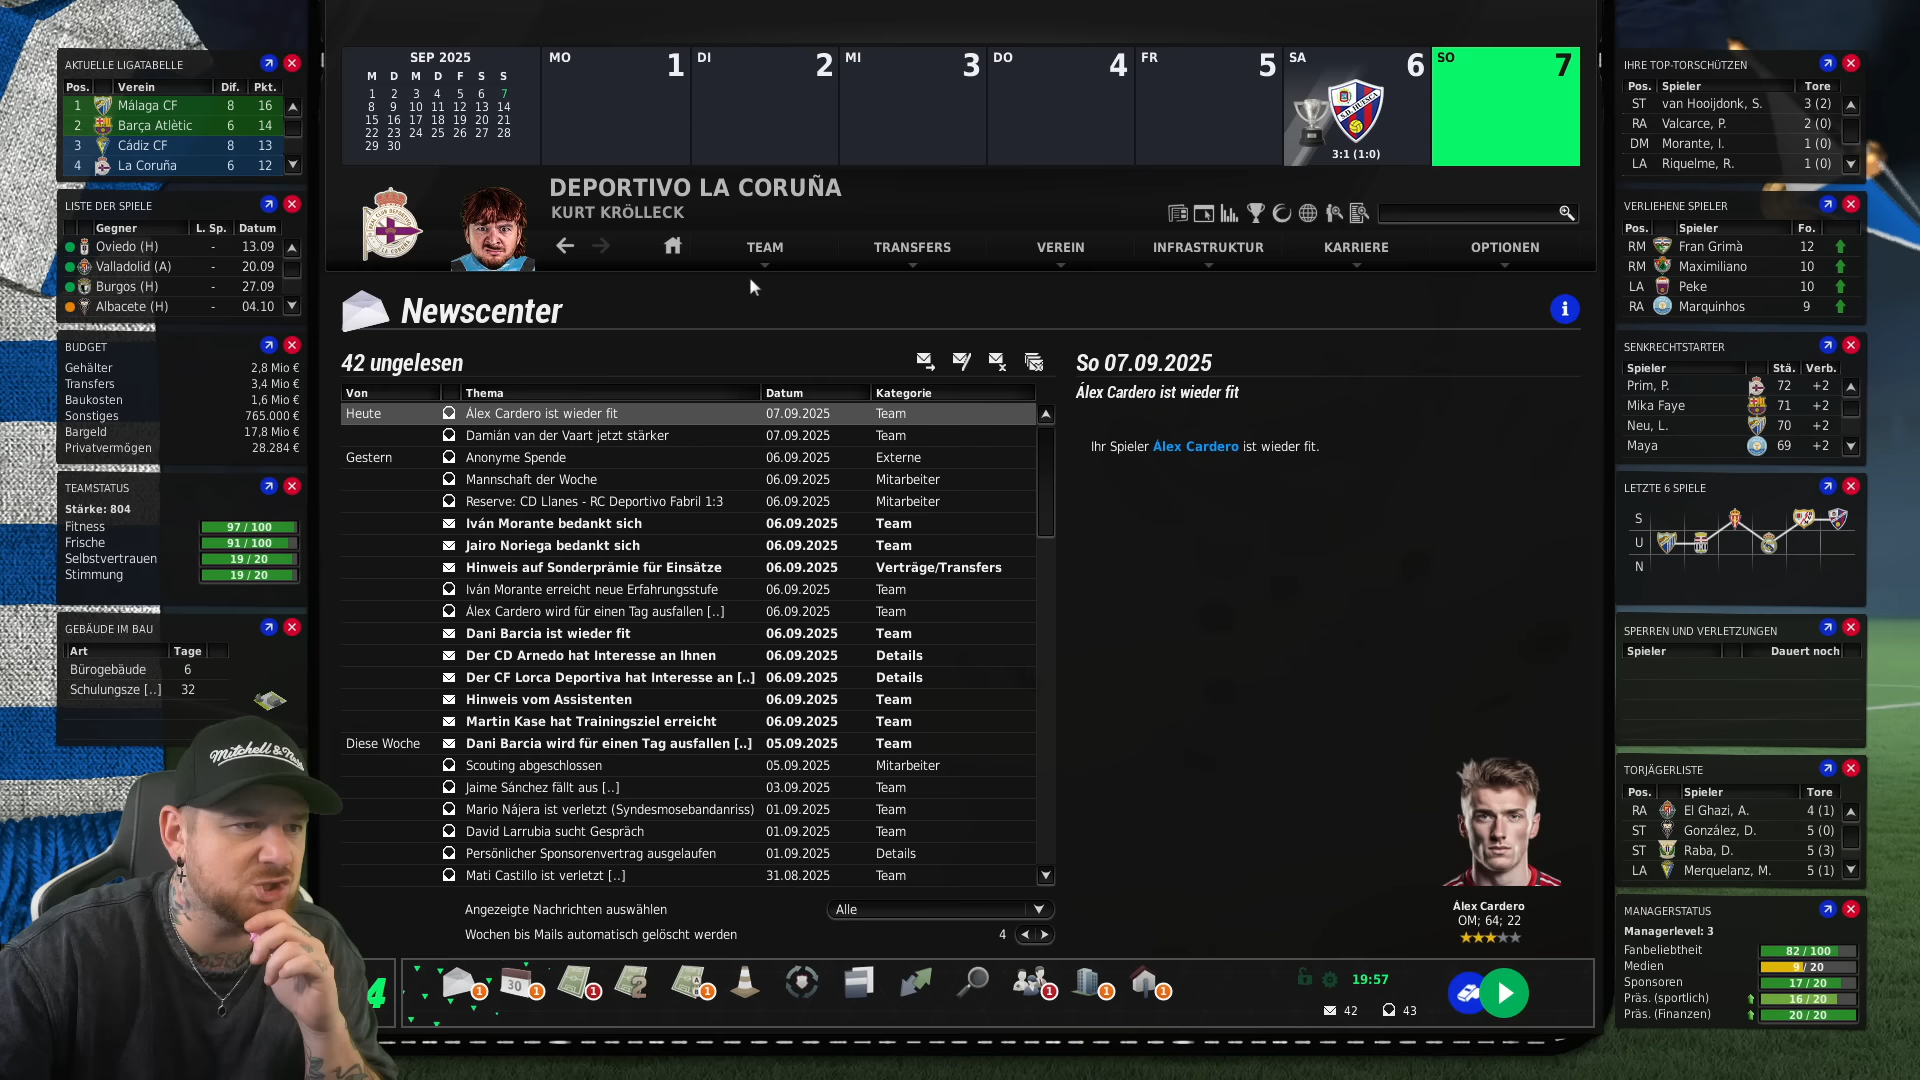 AKTUELLE LIGATABELLE
Pos. Verein Dif. Pkt.
1 Málaga CF 8 16
2 Barça Atlètic 6 14
3 Cádiz CF 8 13
4 La Coruña 6 12
LISTE DER SPIELE
Gegner L. Sp. Datum
Oviedo (H) - 13.09
Valladolid (A) - 20.09
Burgos (H) - 27.09
Albacete (H) - 04.10
BUDGET
Gehälter 2,8 Mio €
Transfers 3,4 Mio €
Baukosten 1,6 Mio €
Sonstiges 765.000 €
Bargeld 17,8 Mio €
Privatvermögen 28.284 €
TEAMSTATUS
Stärke: 804
Fitness 97 / 100
Frische 91 / 100
Selbstvertrauen 19 / 20
Stimmung 19 / 20
GEBÄUDE IM BAU
Art Tage
Bürogebäude 6
Schulungsze [..] 32
SEP 2025
M D M D F S S
1 2 3 4 5 6 7
8 9 10 11 12 13 14
15 16 17 18 19 20 21
22 23 24 25 26 27 28
29 30
MO 1
DI 2
MI 3
DO 4
FR 5
SA 6
3:1 (1:0)
SO 7
DEPORTIVO LA CORUÑA
KURT KRÖLLECK
TEAM TRANSFERS VEREIN INFRASTRUKTUR KARRIERE OPTIONEN
Newscenter
42 ungelesen
Von Thema Datum Kategorie
Heute Álex Cardero ist wieder fit 07.09.2025 Team
Damián van der Vaart jetzt stärker 07.09.2025 Team
Gestern Anonyme Spende 06.09.2025 Externe
Mannschaft der Woche 06.09.2025 Mitarbeiter
Reserve: CD Llanes - RC Deportivo Fabril 1:3 06.09.2025 Mitarbeiter
Iván Morante bedankt sich 06.09.2025 Team
Jairo Noriega bedankt sich 06.09.2025 Team
Hinweis auf Sonderprämie für Einsätze 06.09.2025 Verträge/Transfers
Iván Morante erreicht neue Erfahrungsstufe 06.09.2025 Team
Álex Cardero wird für einen Tag ausfallen [..] 06.09.2025 Team
Dani Barcia ist wieder fit 06.09.2025 Team
Der CD Arnedo hat Interesse an Ihnen 06.09.2025 Details
Der CF Lorca Deportiva hat Interesse an [..] 06.09.2025 Details
Hinweis vom Assistenten 06.09.2025 Team
Martin Kase hat Trainingsziel erreicht 06.09.2025 Team
Diese Woche Dani Barcia wird für einen Tag ausfallen [..] 05.09.2025 Team
Scouting abgeschlossen 05.09.2025 Mitarbeiter
Jaime Sánchez fällt aus [..] 03.09.2025 Team
Mario Nájera ist verletzt (Syndesmosebandanriss) 01.09.2025 Team
David Larrubia sucht Gespräch 01.09.2025 Team
Persönlicher Sponsorenvertrag ausgelaufen 01.09.2025 Details
Mati Castillo ist verletzt [..] 31.08.2025 Team
Angezeigte Nachrichten auswählen Alle
Wochen bis Mails automatisch gelöscht werden 4
So 07.09.2025
Álex Cardero ist wieder fit
Ihr Spieler Álex Cardero ist wieder fit.
Álex Cardero
OM; 64; 22
Mitchell & Ness
4
1 30 1 1 2 1 1 1 1
19:57
42 43
IHRE TOP-TORSCHÜTZEN
Pos. Spieler Tore
ST van Hooijdonk, S. 3 (2)
RA Valcarce, P. 2 (0)
DM Morante, I. 1 (0)
LA Riquelme, R. 1 (0)
VERLIEHENE SPIELER
Pos. Spieler Fo.
RM Fran Grimà 12
RM Maximiliano 10
LA Peke 10
RA Marquinhos 9
SENKRECHTSTARTER
Spieler Stä. Verb.
Prim, P. 72 +2
Mika Faye 71 +2
Neu, L. 70 +2
Maya 69 +2
LETZTE 6 SPIELE
S
U
N
SPERREN UND VERLETZUNGEN
Spieler Dauert noch
TORJÄGERLISTE
Pos. Spieler Tore
RA El Ghazi, A. 4 (1)
ST González, D. 5 (0)
ST Raba, D. 5 (3)
LA Merquelanz, M. 5 (1)
MANAGERSTATUS
Managerlevel: 3
Fanbeliebtheit 82 / 100
Medien 9 / 20
Sponsoren 17 / 20
Präs. (sportlich) 16 / 20
Präs. (Finanzen) 20 / 20